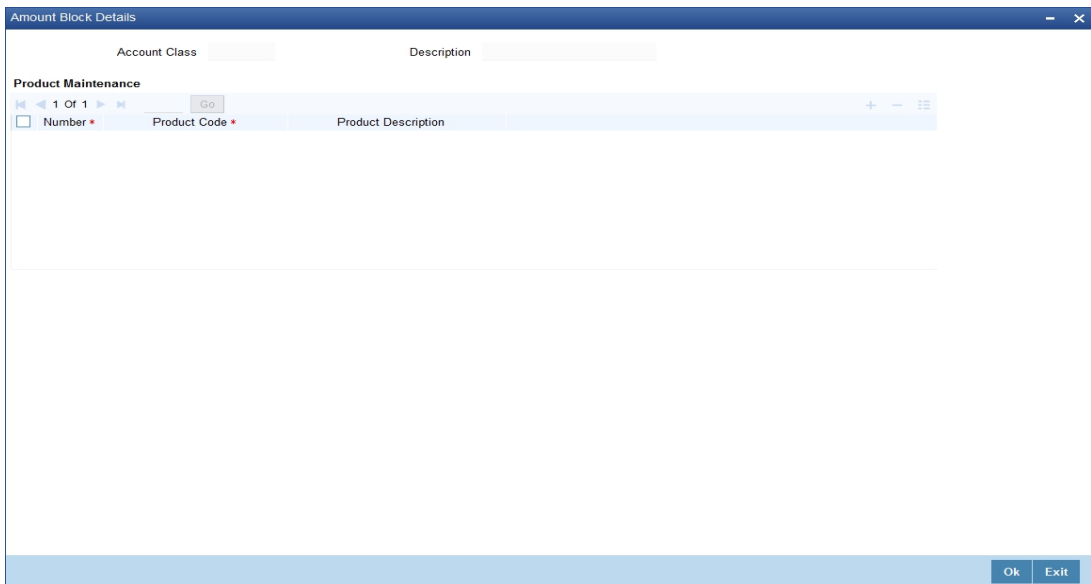 Amount Block Details
Account Class Description
Product Maintenance
1 Of 1 Go
Number * Product Code * Product Description
Ok Exit